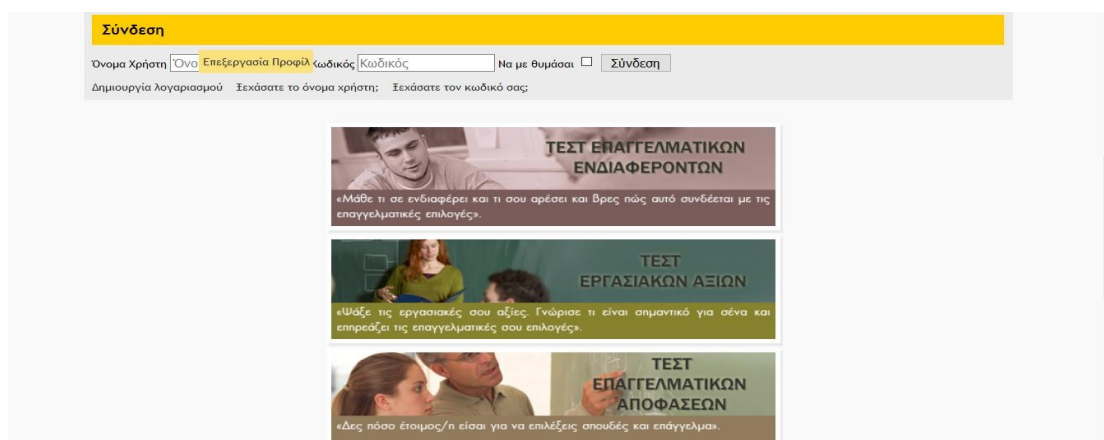 Σύνδεση
Όνομα Χρήστη Όνο Επεξεργασία Προφίλ Κωδικός Κωδικός Να με θυμάσαι Σύνδεση
Δημιουργία λογαριασμού Ξεχάσατε το όνομα χρήστη; Ξεχάσατε τον κωδικό σας;
ΤΕΣΤ ΕΠΑΓΓΕΛΜΑΤΙΚΩΝ
ΕΝΔΙΑΦΕΡΟΝΤΩΝ
«Μάθε τι σε ενδιαφέρει και τι σου αρέσει και βρες πώς αυτό συνδέεται με τις
επαγγελματικές επιλογές».
ΤΕΣΤ
ΕΡΓΑΣΙΑΚΩΝ ΑΞΙΩΝ
«Ψάξε τις εργασιακές σου αξίες. Γνώρισε τι είναι σημαντικό για σένα και
επηρεάζει τις επαγγελματικές σου επιλογές».
ΤΕΣΤ
ΕΠΑΓΓΕΛΜΑΤΙΚΩΝ
ΑΠΟΦΑΣΕΩΝ
«Δες πόσο έτοιμος/η είσαι για να επιλέξεις σπουδές και επάγγελμα».